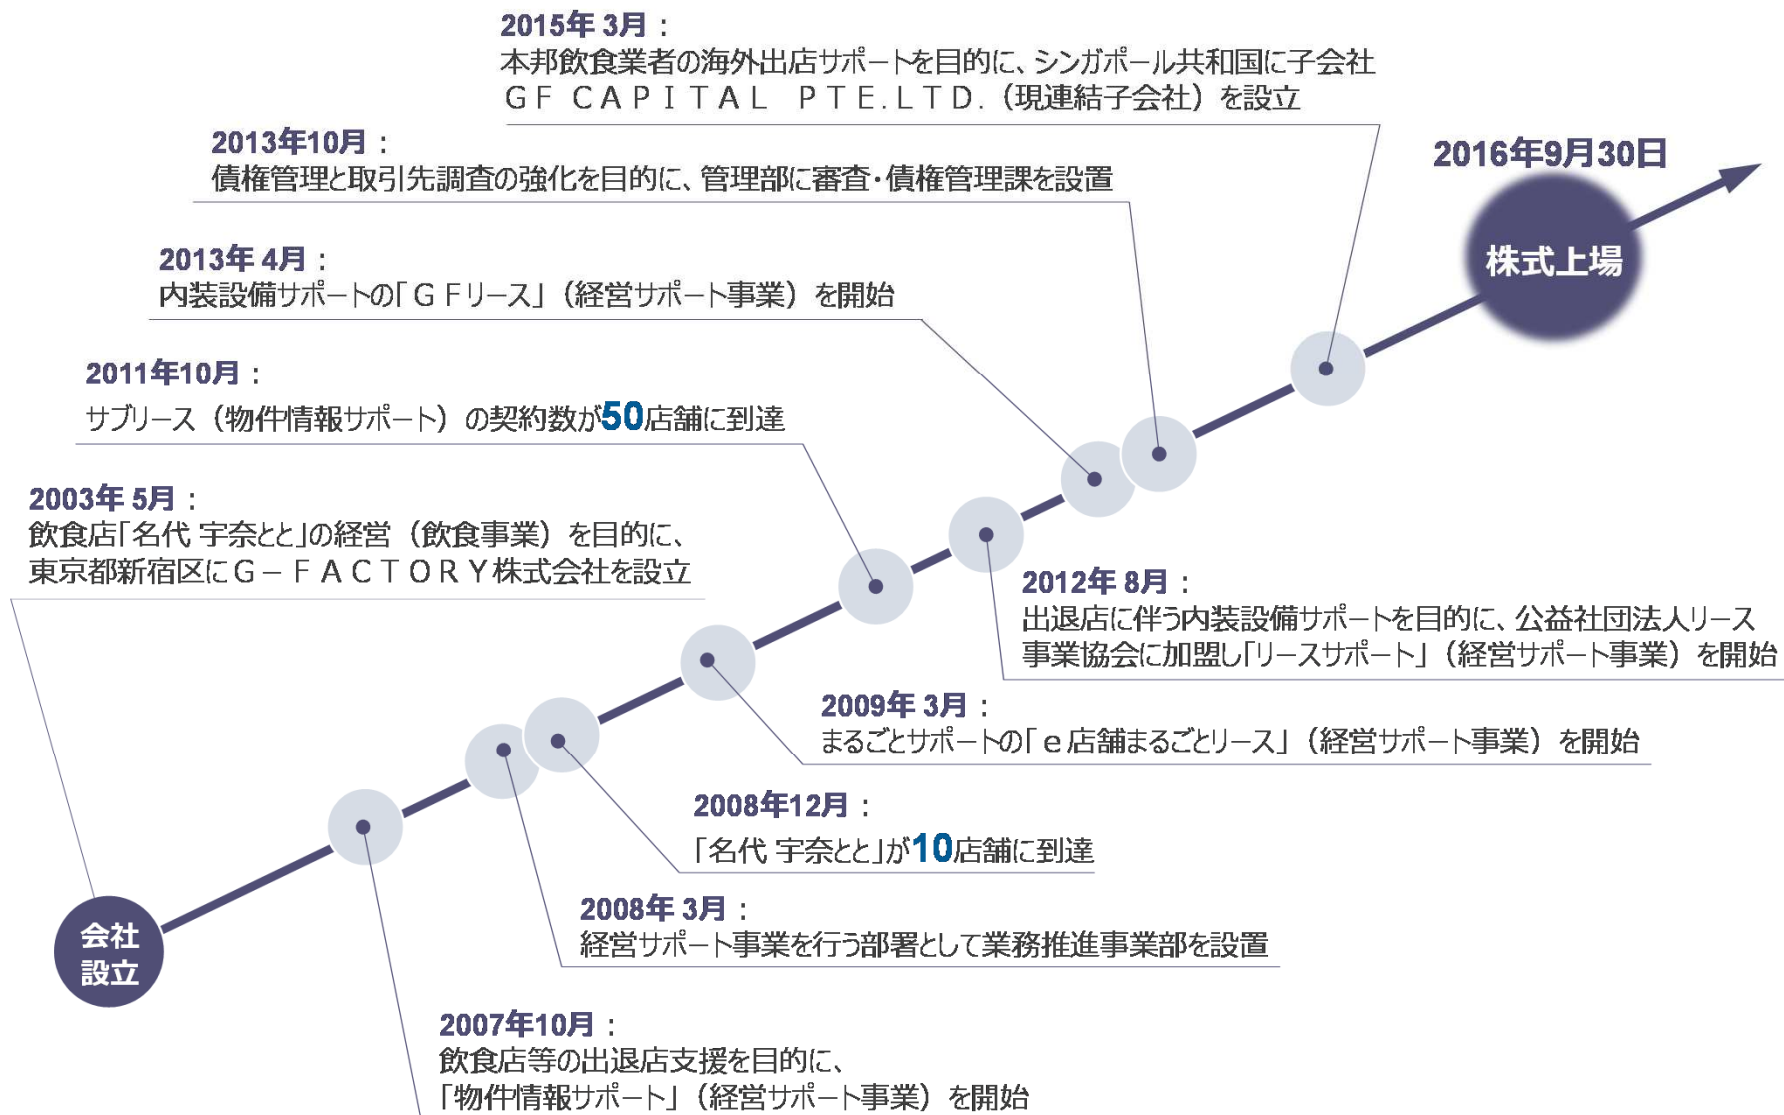 2015年 3月：
本邦飲食業者の海外出店サポートを目的に、シンガポール共和国に子会社
ＧＦ ＣＡＰＩＴＡＬ ＰＴＥ.ＬＴＤ.（現連結子会社）を設立
2013年10月：
債権管理と取引先調査の強化を目的に、管理部に審査・債権管理課を設置
2016年9月30日
株式上場
2013年 4月：
内装設備サポートの「ＧＦリース」（経営サポート事業）を開始
2011年10月：
サブリース（物件情報サポート）の契約数が50店舗に到達
2003年 5月：
飲食店「名代 宇奈とと」の経営（飲食事業）を目的に、
東京都新宿区にＧ－ＦＡＣＴＯＲＹ株式会社を設立
2012年 8月：
出退店に伴う内装設備サポートを目的に、公益社団法人リース
事業協会に加盟し「リースサポート」（経営サポート事業）を開始
2009年 3月：
まるごとサポートの「ｅ店舗まるごとリース」（経営サポート事業）を開始
2008年12月：
「名代 宇奈とと」が10店舗に到達
2008年 3月：
経営サポート事業を行う部署として業務推進事業部を設置
会社
設立
2007年10月：
飲食店等の出退店支援を目的に、
「物件情報サポート」（経営サポート事業）を開始